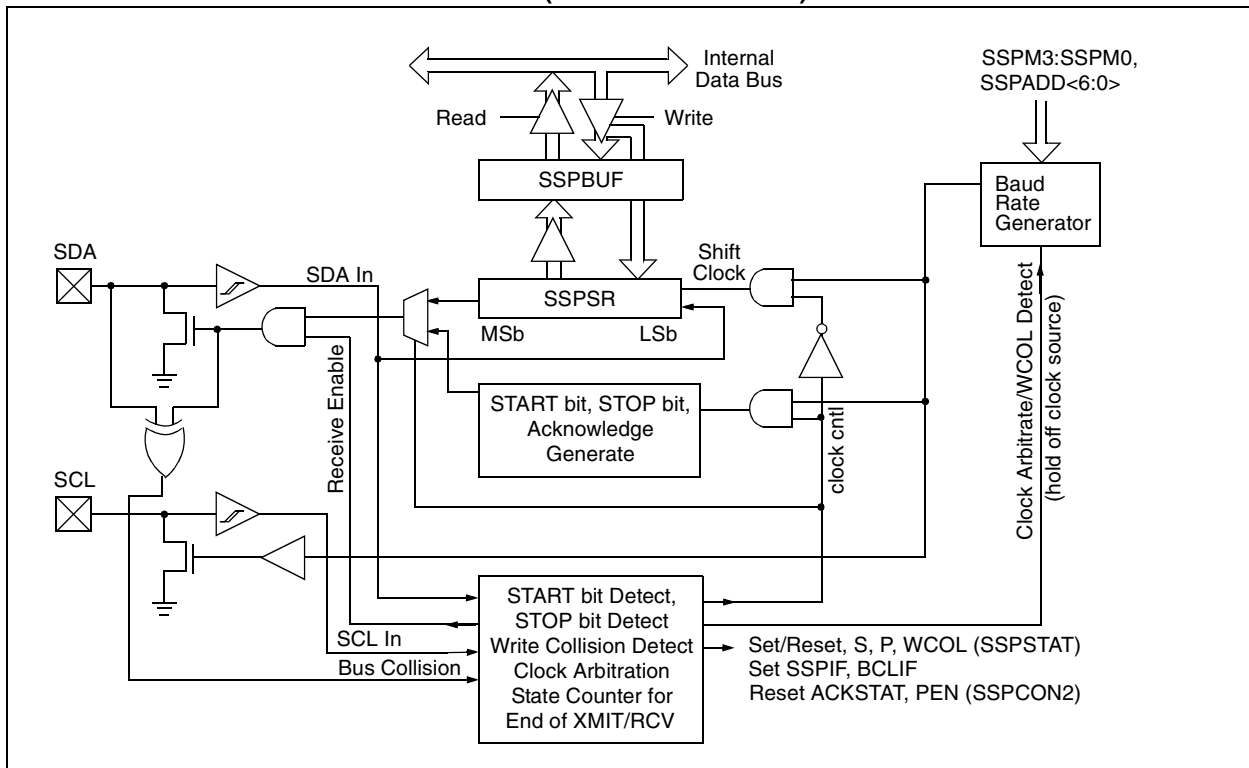 Internal
Data Bus
SSPM3:SSPM0,
SSPADD<6:0>
Read
Write
SSPBUF
Baud
Rate
Generator
SDA
SDA In
Shift
Clock
SSPSR
MSb
LSb
START bit, STOP bit,
Acknowledge
Generate
Receive Enable
clock cntl
Clock Arbitrate/WCOL Detect
(hold off clock source)
SCL
START bit Detect,
STOP bit Detect
Write Collision Detect
Clock Arbitration
State Counter for
End of XMIT/RCV
SCL In
Bus Collision
Set/Reset, S, P, WCOL (SSPSTAT)
Set SSPIF, BCLIF
Reset ACKSTAT, PEN (SSPCON2)